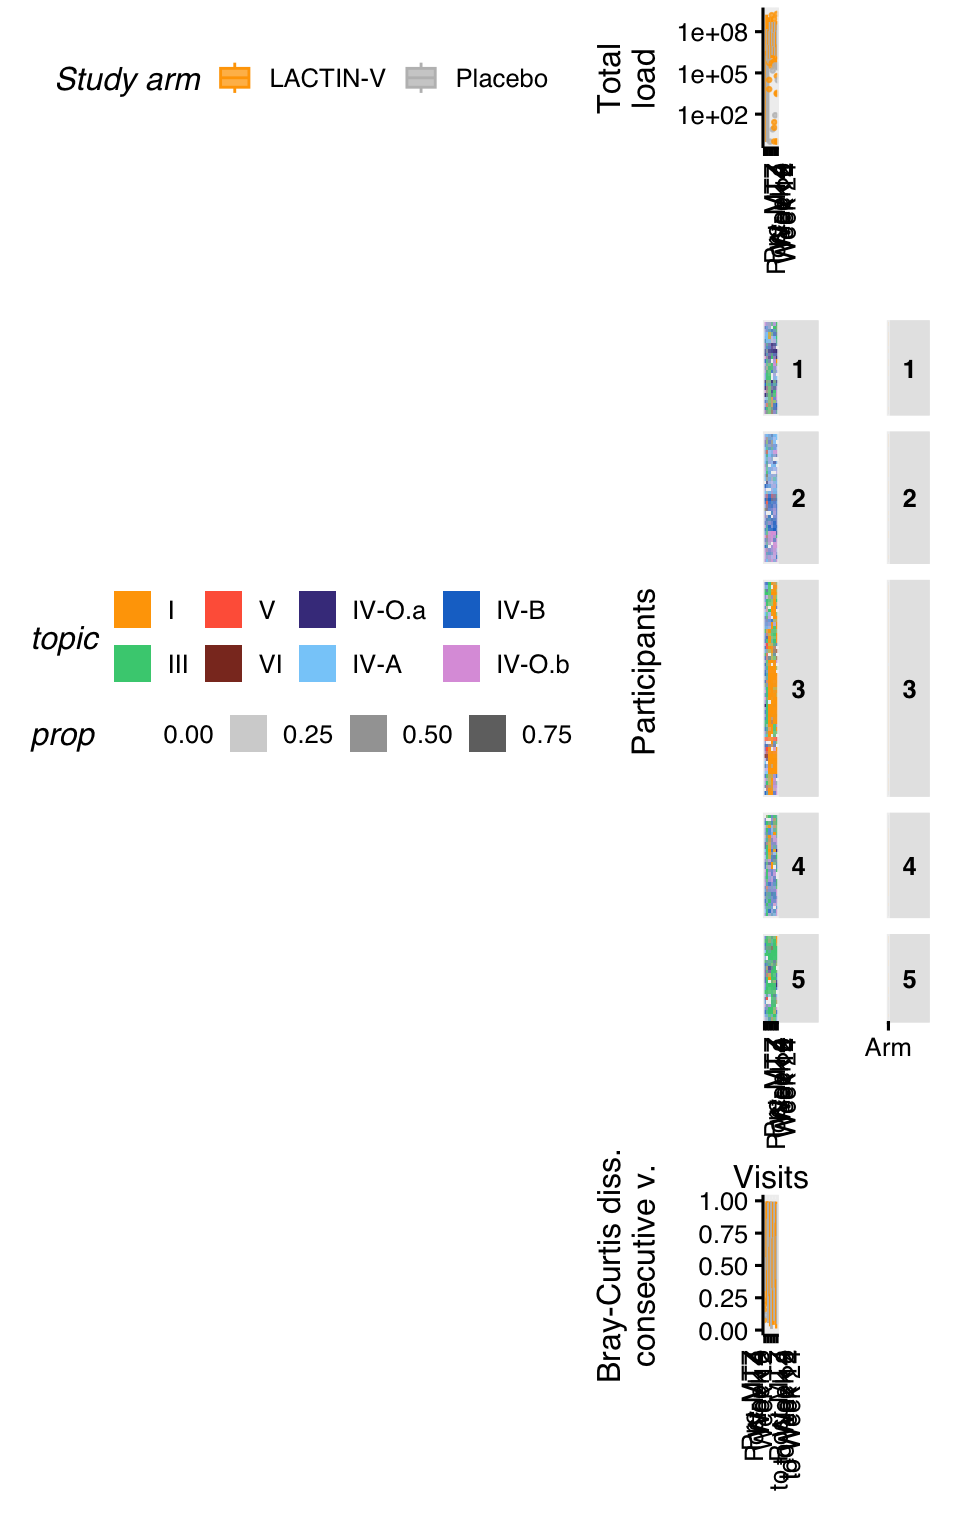 Study arm LACTIN-V Placebo
Total
load
1e+08
1e+05
1e+02
1 1
2 2
3 3
4 4
5 5
Participants
topic
I V IV-O.a IV-B
III VI IV-A IV-O.b
prop 0.00 0.25 0.50 0.75
Arm
Visits
Bray-Curtis diss.
consecutive v.
1.00
0.75
0.50
0.25
0.00